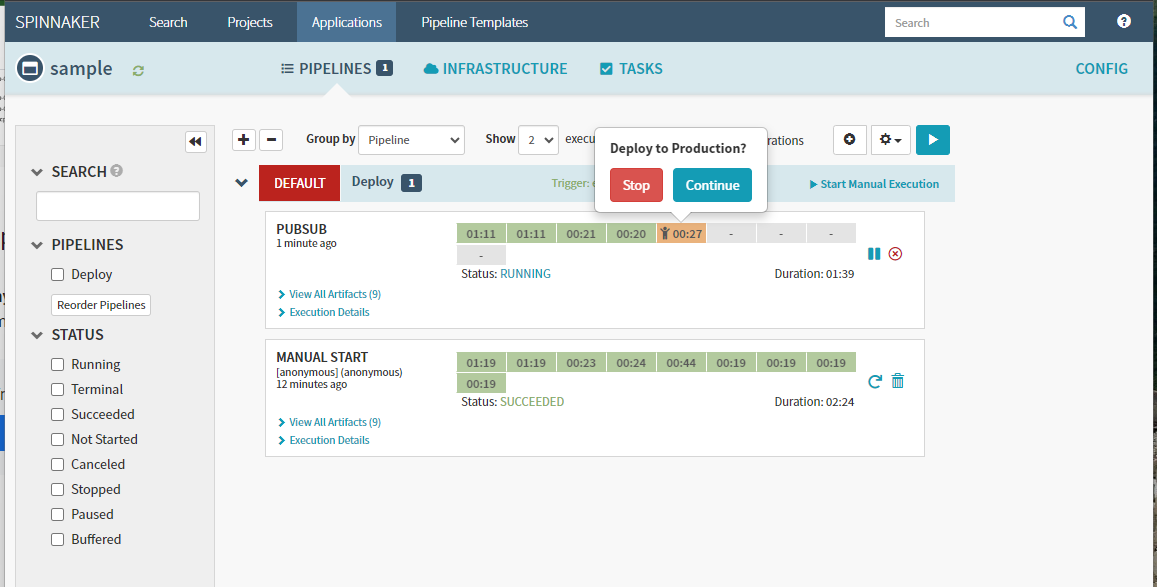 SPINNAKER Search Projects Applications Pipeline Templates Search ?
sample PIPELINES 1 INFRASTRUCTURE TASKS CONFIG
Group by Pipeline Show 2 execu rations
Deploy to Production?
Stop Continue
SEARCH ?
DEFAULT Deploy 1 Trigger: Start Manual Execution
PIPELINES
Deploy
Reorder Pipelines
STATUS
Running
Terminal
Succeeded
Not Started
Canceled
Stopped
Paused
Buffered
PUBSUB
1 minute ago
01:11 01:11 00:21 00:20 00:27 - - -
-
Status: RUNNING Duration: 01:39
View All Artifacts (9)
Execution Details
MANUAL START
[anonymous] (anonymous)
12 minutes ago
01:19 01:19 00:23 00:24 00:44 00:19 00:19 00:19
00:19
Status: SUCCEEDED Duration: 02:24
View All Artifacts (9)
Execution Details